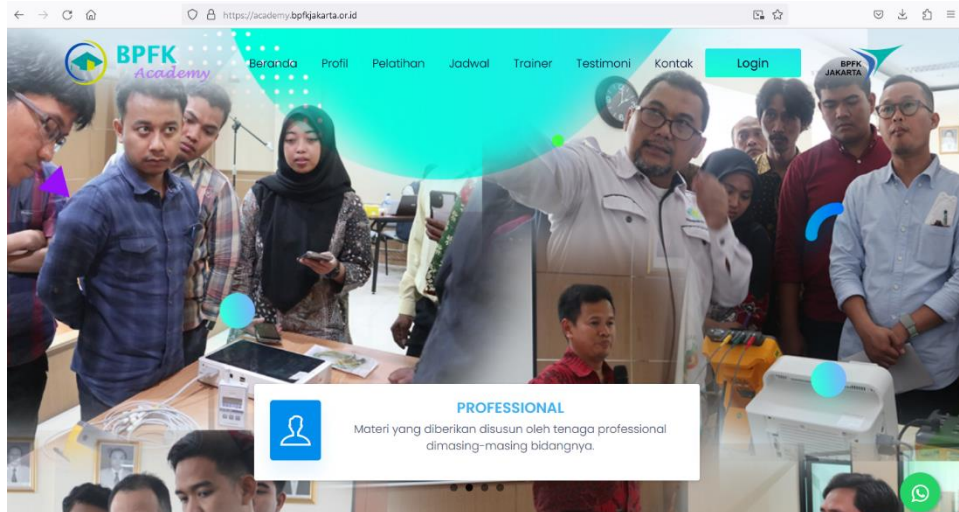 https://academy.bpfkjakarta.or.id
BPFK
Academy
Beranda Profil Pelatihan Jadwal Trainer Testimoni Kontak Login
BPFK
JAKARTA
PROFESSIONAL
Materi yang diberikan disusun oleh tenaga professional
dimasing-masing bidangnya.